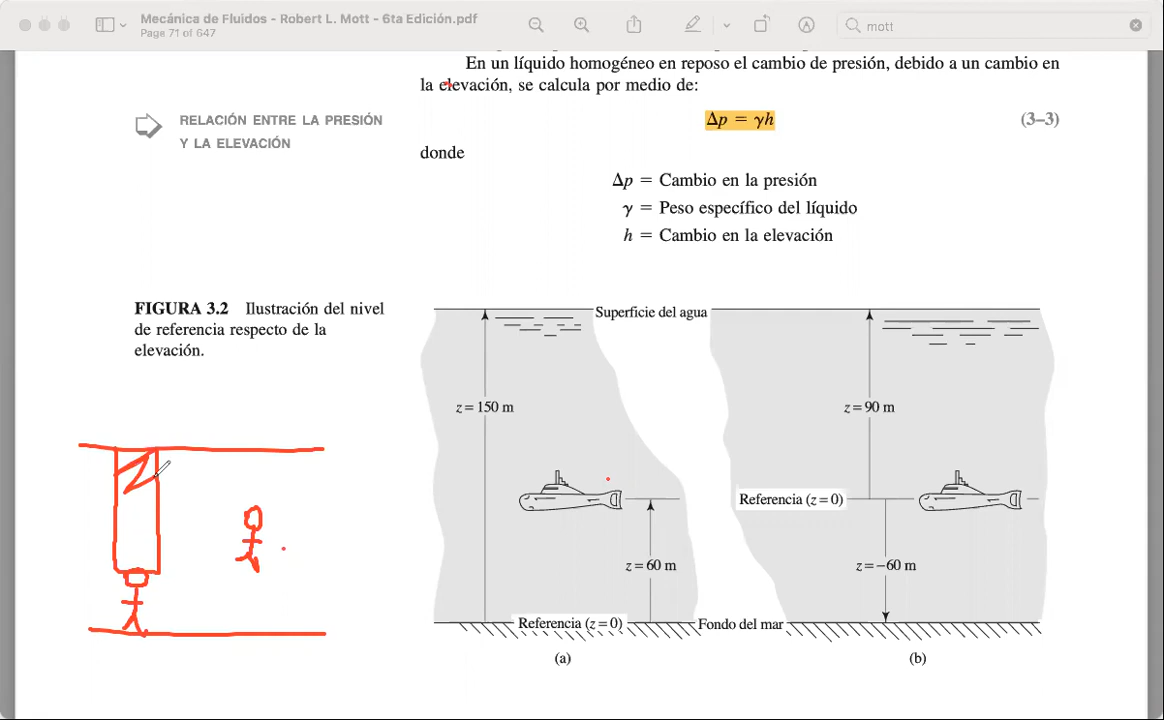 Mecánica de Fluidos - Robert L. Mott - 6ta Edición.pdf
Page 71 of 647
mott
En un líquido homogéneo en reposo el cambio de presión, debido a un cambio en
la elevación, se calcula por medio de:
RELACIÓN ENTRE LA PRESIÓN
Y LA ELEVACIÓN
Δp = γh
(3–3)
donde
Δp = Cambio en la presión
γ = Peso específico del líquido
h = Cambio en la elevación
FIGURA 3.2 Ilustración del nivel
de referencia respecto de la
elevación.
Superficie del agua
z = 150 m
z = 90 m
Referencia (z = 0)
z = 60 m
z = −60 m
Referencia (z = 0)
Fondo del mar
(a)
(b)